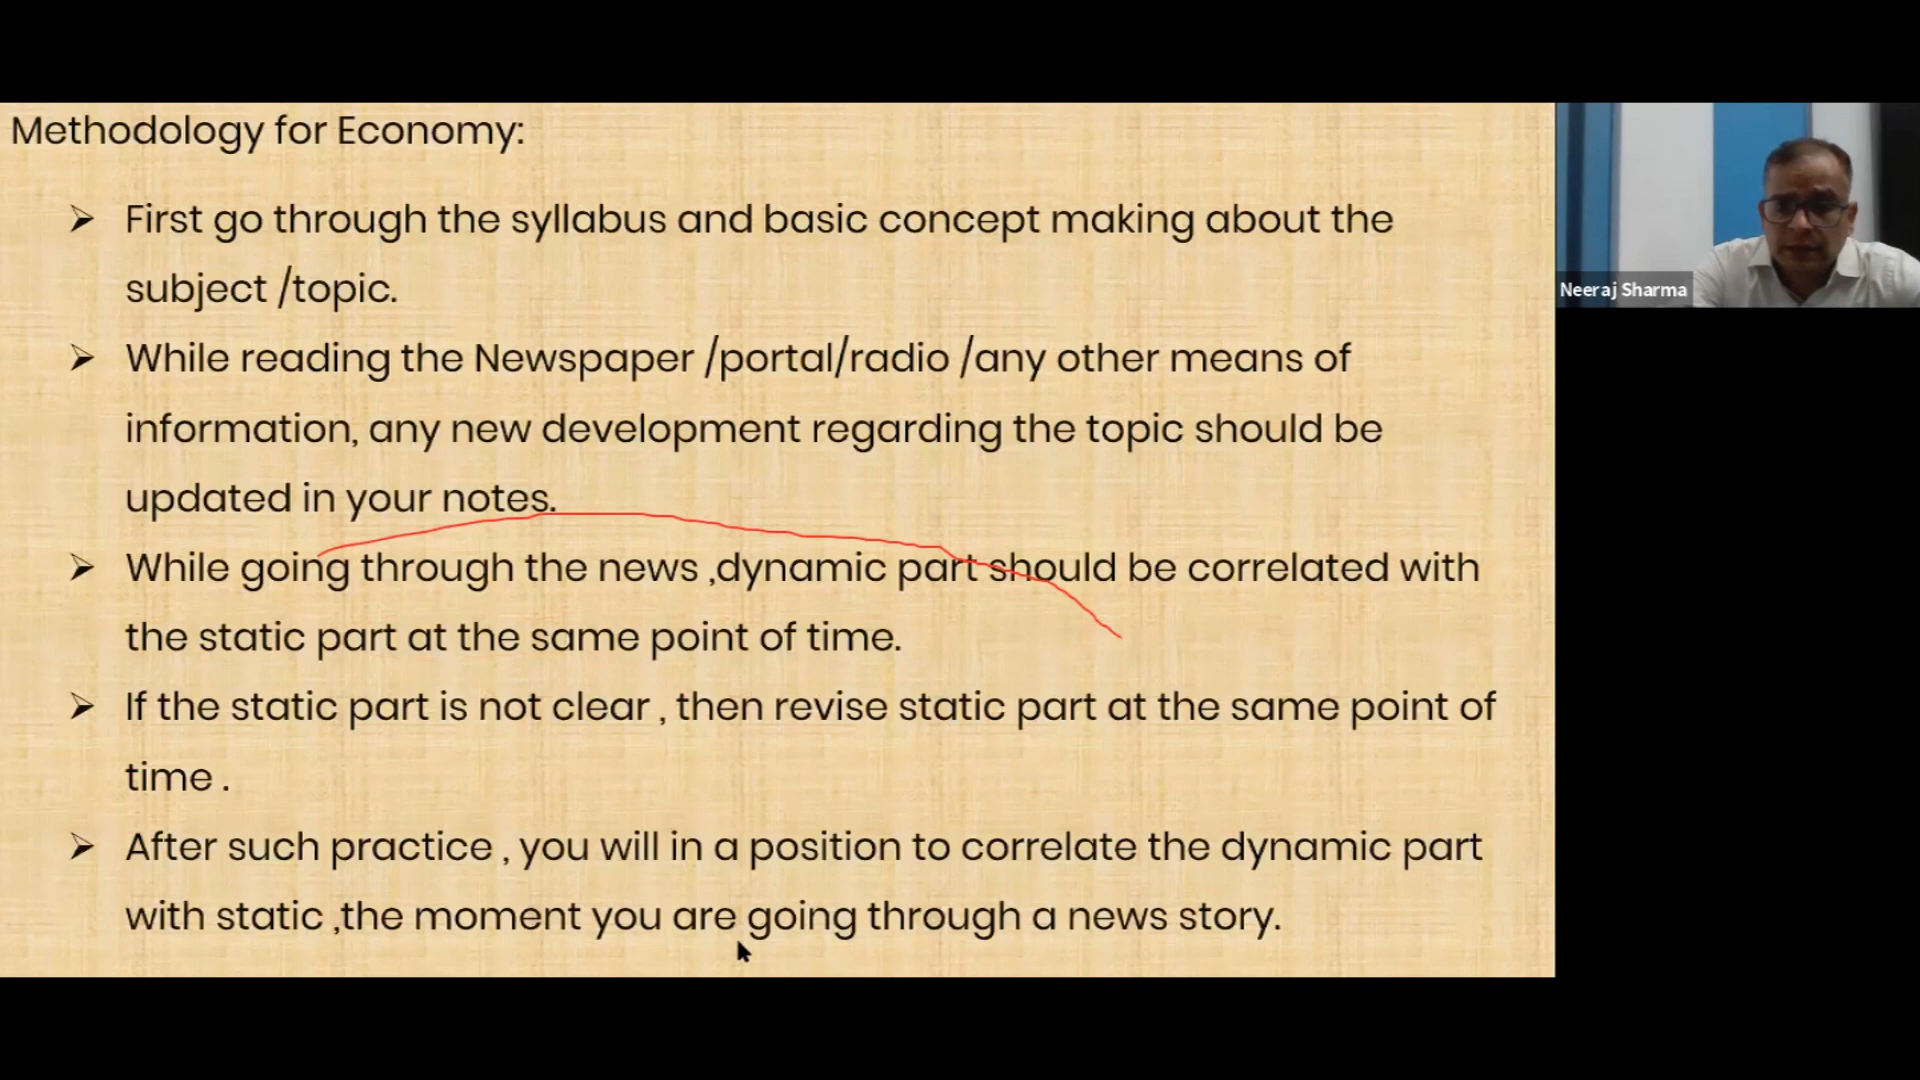 Methodology for Economy:
➢ First go through the syllabus and basic concept making about the
subject /topic.
➢ While reading the Newspaper /portal/radio /any other means of
information, any new development regarding the topic should be
updated in your notes.
➢ While going through the news ,dynamic part should be correlated with
the static part at the same point of time.
➢ If the static part is not clear , then revise static part at the same point of
time .
➢ After such practice , you will in a position to correlate the dynamic part
with static ,the moment you are going through a news story.
Neeraj Sharma